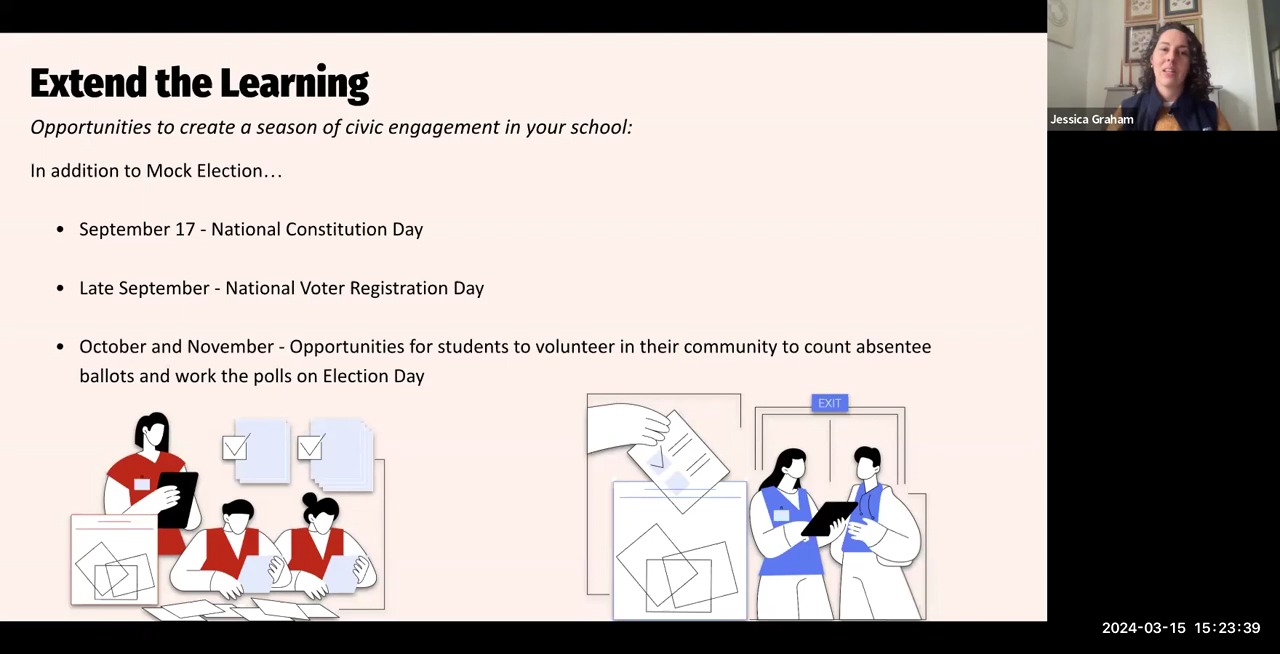 Extend the Learning
Opportunities to create a season of civic engagement in your school:
In addition to Mock Election...
• September 17 - National Constitution Day
• Late September - National Voter Registration Day
• October and November - Opportunities for students to volunteer in their community to count absentee
ballots and work the polls on Election Day
EXIT
Jessica Graham
2024-03-15 15:23:39